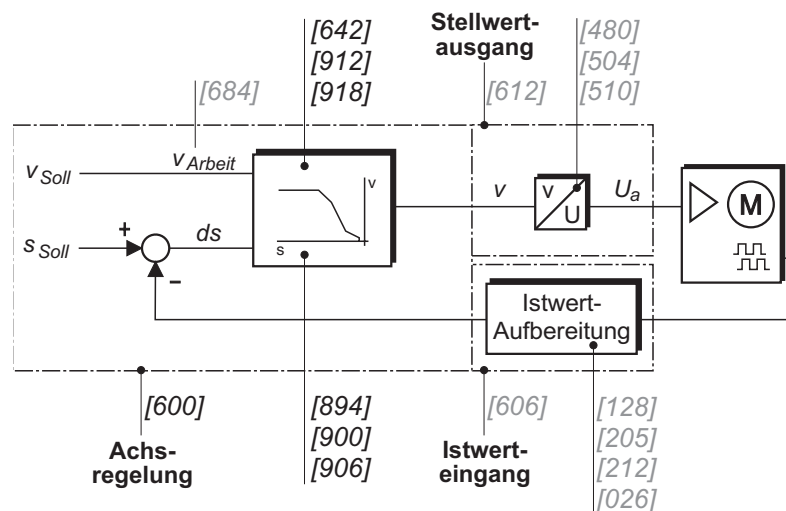 [642]
[912]
[918]
Stellwert-
ausgang
[480]
[504]
[510]
[684]
[612]
v Soll
v Arbeit
v
s
v
v
U
U a
M
s Soll
+
ds
–
Istwert-
Aufbereitung
[600]
[894]
[900]
[906]
[606]
[128]
[205]
[212]
[026]
Achs-
regelung
Istwert-
eingang